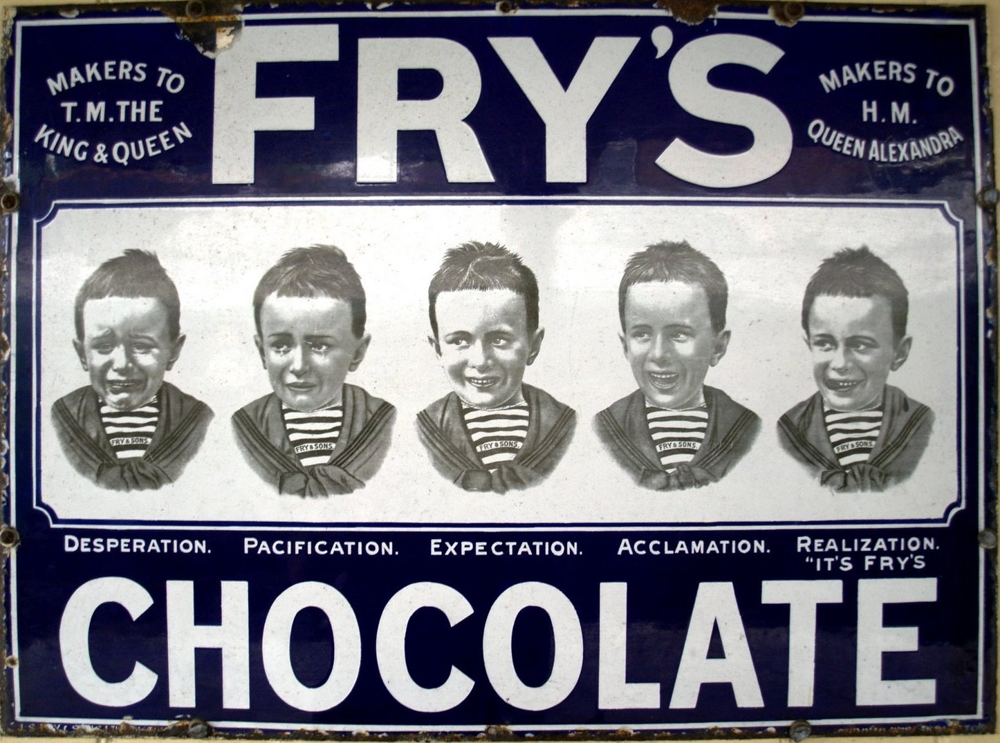 FRY'S
MAKERS TO
T.M.THE
KING & QUEEN
MAKERS TO
H.M.
QUEEN ALEXANDRA
FRY & SONS.
FRY & SONS.
FRY & SONS.
FRY & SONS.
FRY & SONS.
DESPERATION.
PACIFICATION.
EXPECTATION.
ACCLAMATION.
REALIZATION.
"IT'S FRY'S
CHOCOLATE